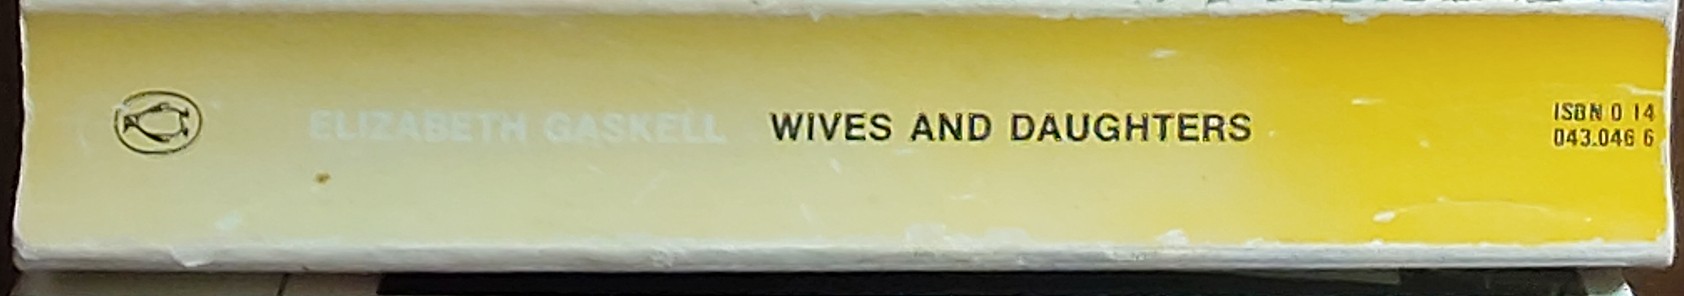 ELIZABETH GASKELL WIVES AND DAUGHTERS
ISBN 0 14
043.046 6